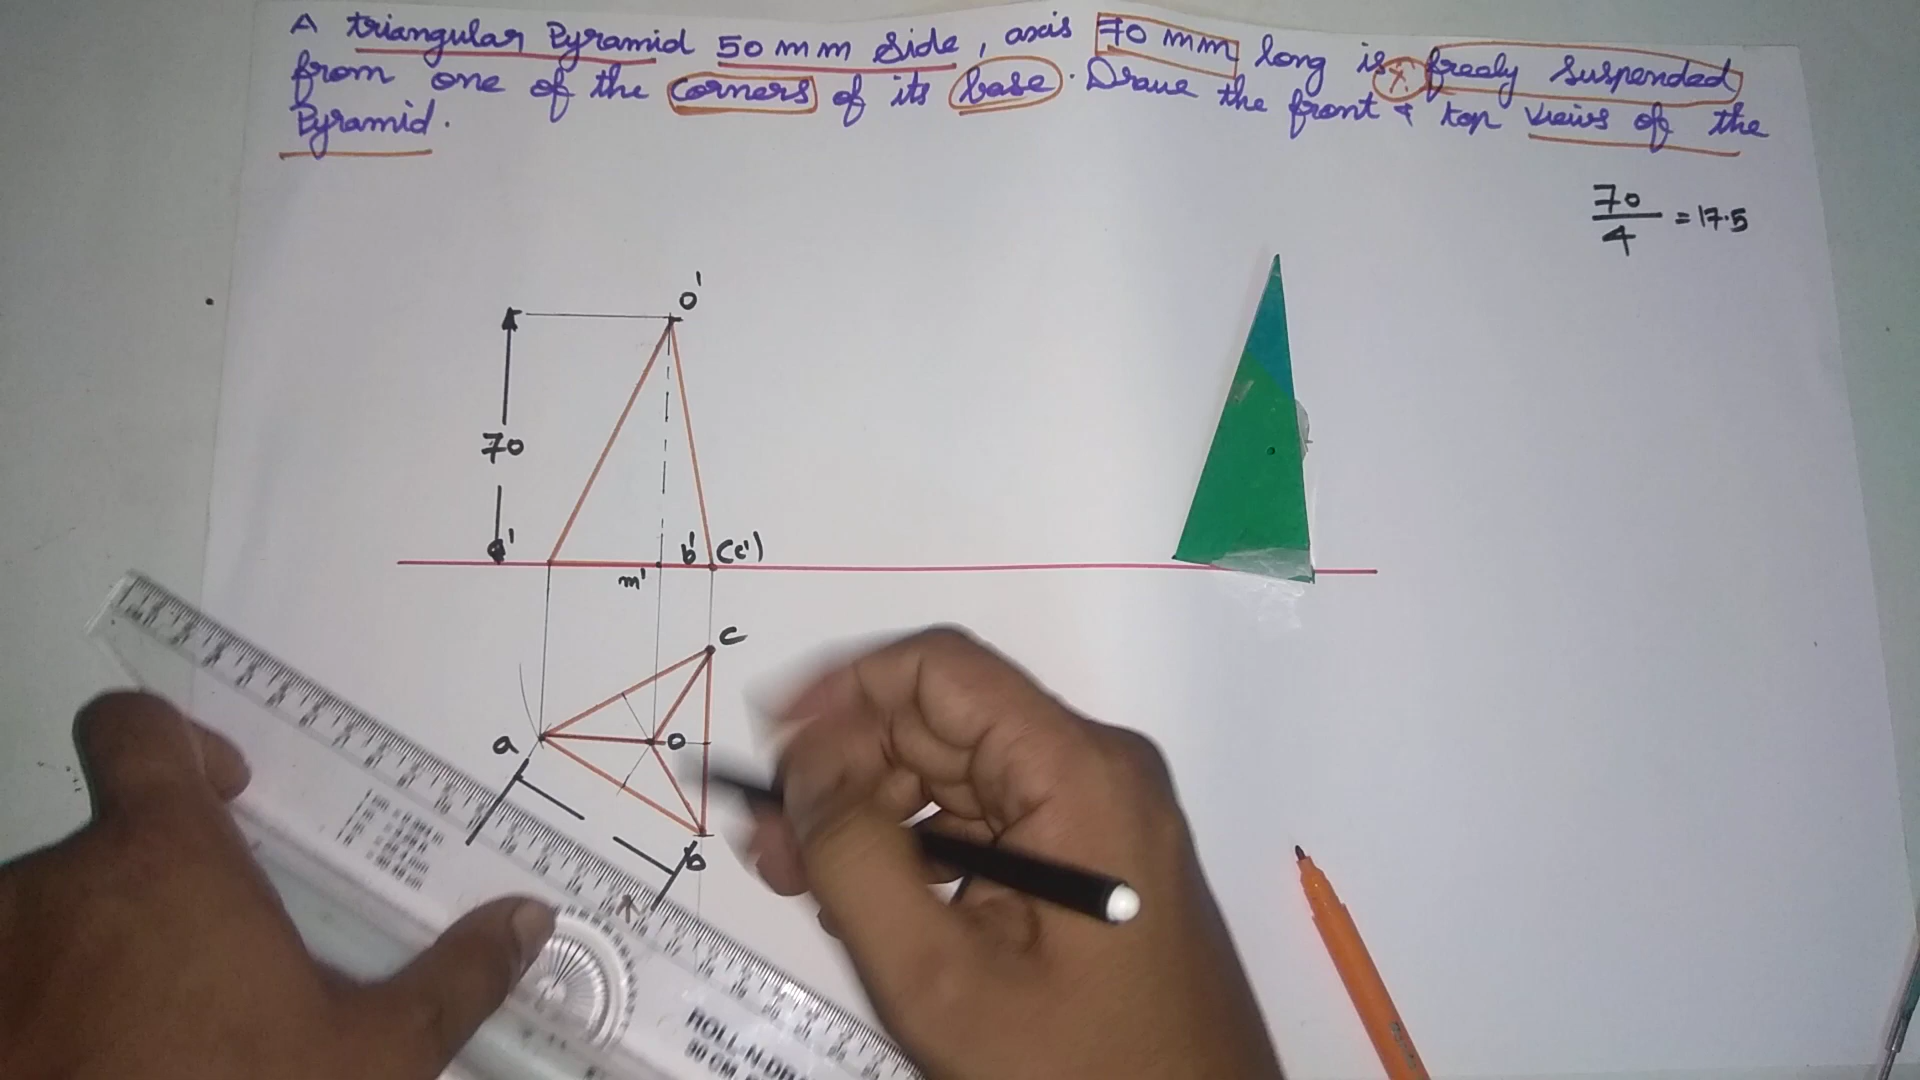 A triangular Pyramid 50 mm side, axis 70 mm long is freely suspended
from one of the corners of its base. Draw the front & top views of the
Pyramid.
70
4 = 17.5
o'
70
a' b' (c')
m'
c
a o
b
ROLL-N-DR
30 CM